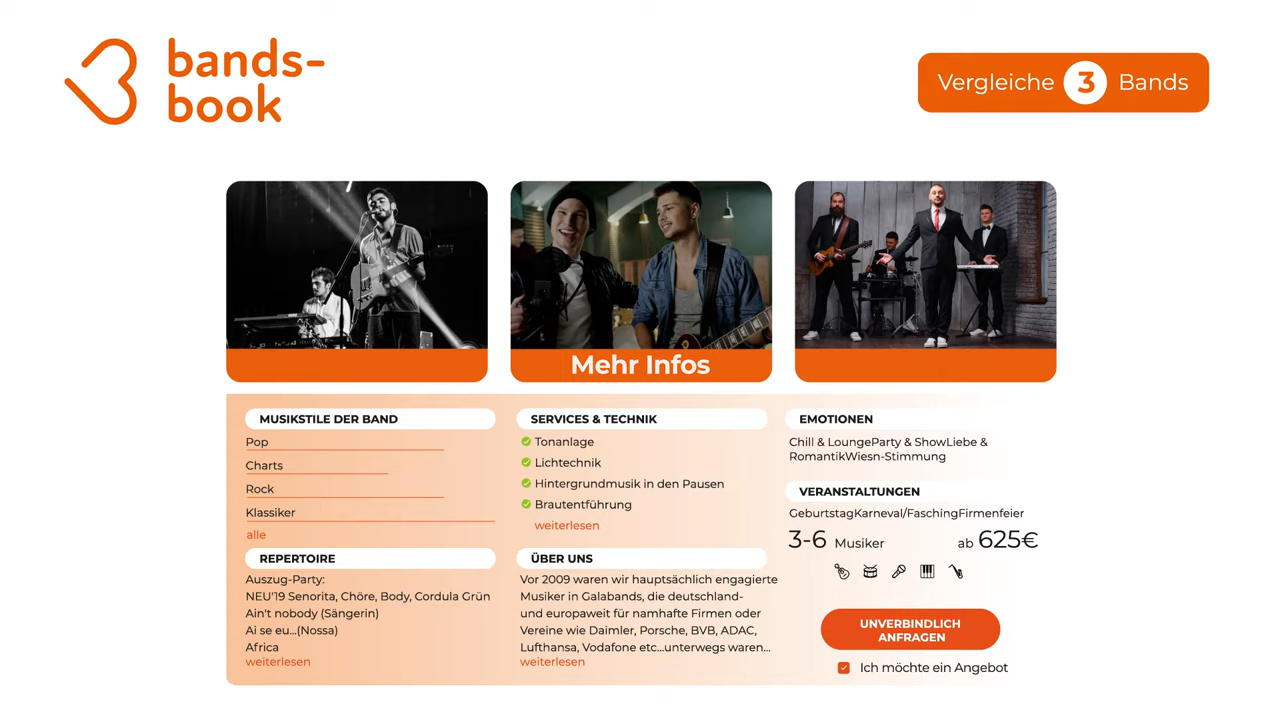 bands-
book
Vergleiche 3 Bands
Mehr Infos
MUSIKSTILE DER BAND
Pop
Charts
Rock
Klassiker
alle
REPERTOIRE
Auszug-Party:
NEU'19 Senorita, Chöre, Body, Cordula Grün
Ain't nobody (Sängerin)
Ai se eu...(Nossa)
Africa
weiterlesen
SERVICES & TECHNIK
Tonanlage
Lichtechnik
Hintergrundmusik in den Pausen
Brautentführung
weiterlesen
ÜBER UNS
Vor 2009 waren wir hauptsächlich engagierte
Musiker in Galabands, die deutschland-
und europaweit für namhafte Firmen oder
Vereine wie Daimler, Porsche, BVB, ADAC,
Lufthansa, Vodafone etc...unterwegs waren...
weiterlesen
EMOTIONEN
Chill & LoungeParty & ShowLiebe &
RomantikWiesn-Stimmung
VERANSTALTUNGEN
GeburtstagKarneval/FaschingFirmenfeier
3-6 Musiker ab 625€
UNVERBINDLICH
ANFRAGEN
Ich möchte ein Angebot